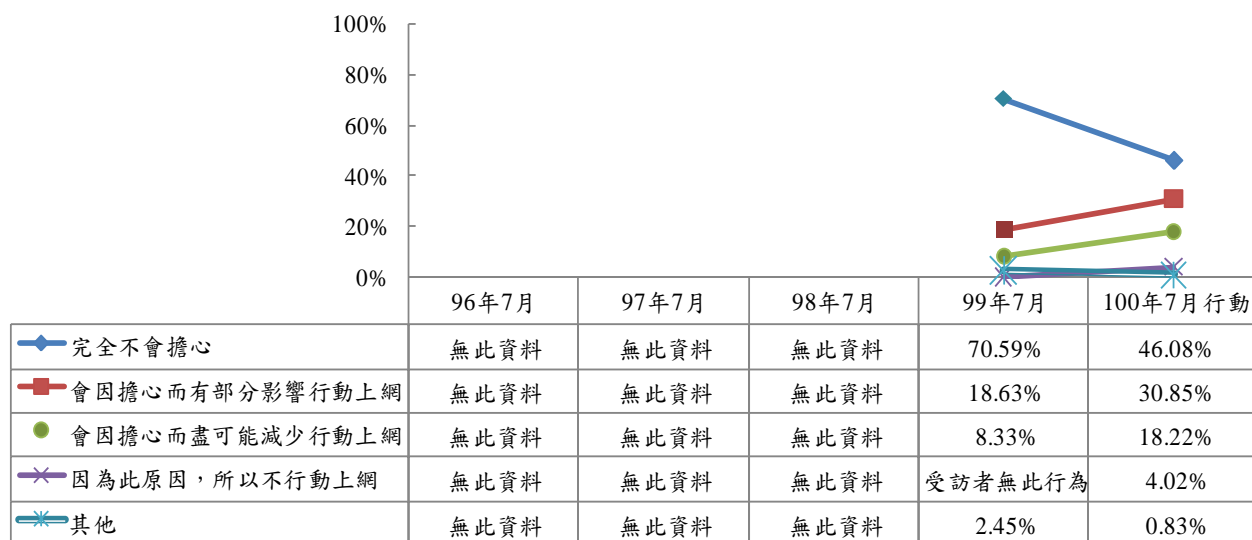 100%
80%
60%
40%
20%
0%
96年7月 97年7月 98年7月 99年7月 100年7月行動
完全不會擔心 無此資料 無此資料 無此資料 70.59% 46.08%
會因擔心而有部分影響行動上網 無此資料 無此資料 無此資料 18.63% 30.85%
會因擔心而盡可能減少行動上網 無此資料 無此資料 無此資料 8.33% 18.22%
因為此原因，所以不行動上網 無此資料 無此資料 無此資料 受訪者無此行為 4.02%
其他 無此資料 無此資料 無此資料 2.45% 0.83%